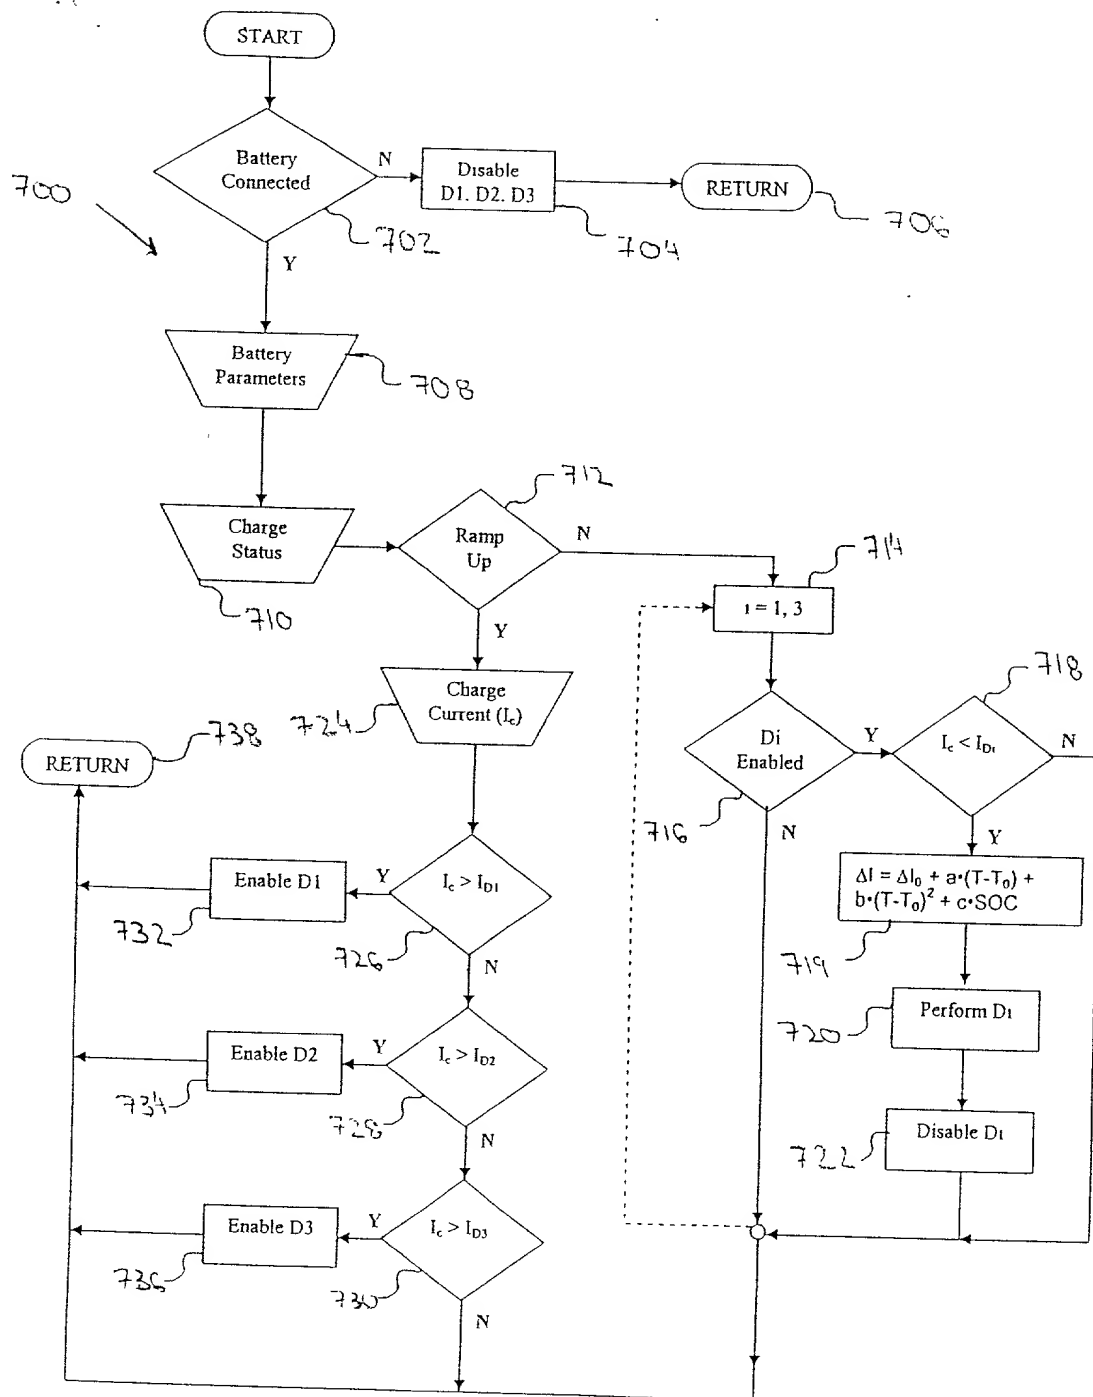 START
Battery
Connected
N
Disable
D1. D2. D3
RETURN
700
702
704
706
Y
Battery
Parameters
708
712
Charge
Status
Ramp
Up
N
714
710
ı = 1, 3
Y
718
Charge
Current (Ic)
724
738
RETURN
Di
Enabled
Y
Ic < IDı
N
716
N
Y
Enable D1
Y
Ic > ID1
ΔI = ΔI0 + a•(T-T0) +
b•(T-T0)² + c•SOC
732
726
N
719
Perform Dı
720
Enable D2
Y
Ic > ID2
734
728
N
Disable Dı
722
Enable D3
Y
Ic > ID3
736
730
N